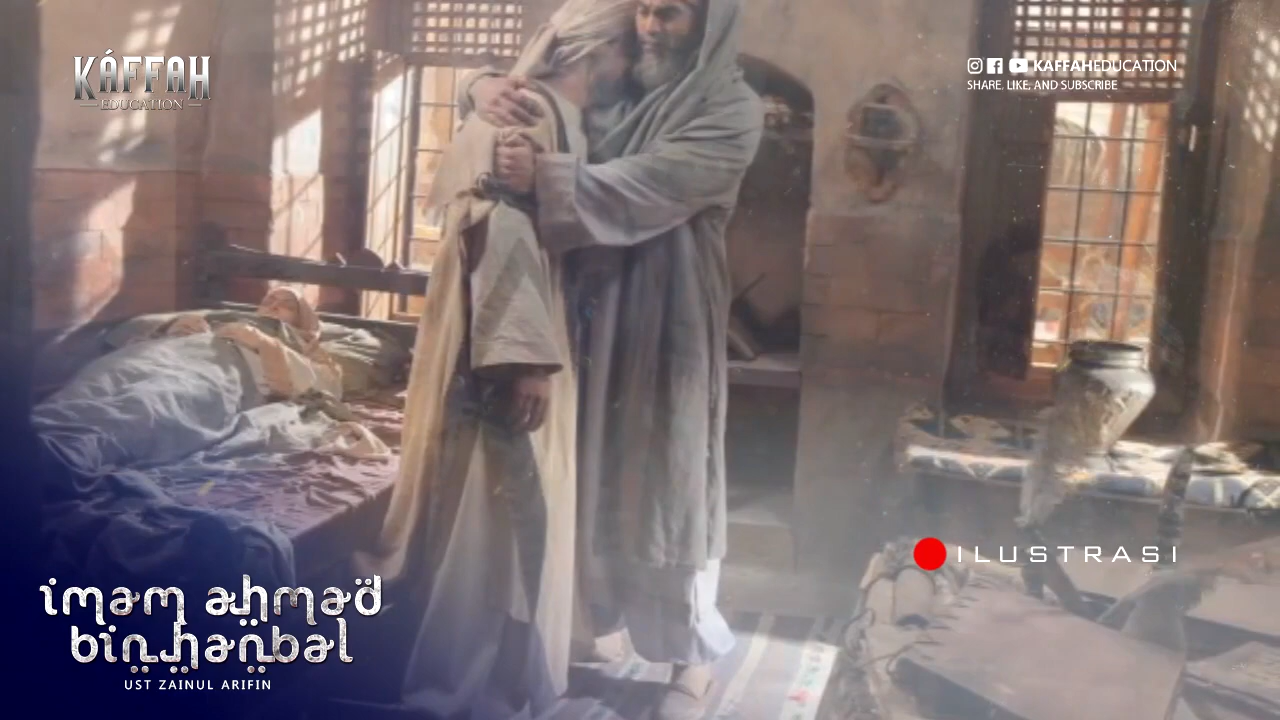 KÁFFAH
EDUCATION
KAFFAHEDUCATION
SHARE, LIKE, AND SUBSCRIBE
ILUSTRASI
imam ahmad
bin hanbal
UST ZAINUL ARIFIN